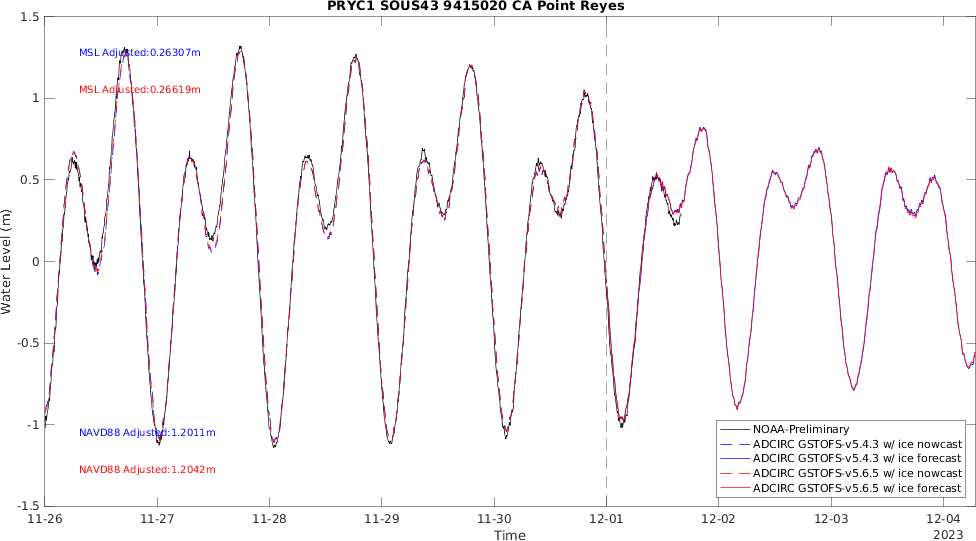 PRYC1 SOUS43 9415020 CA Point Reyes
1.5
1
0.5
0
-0.5
-1
-1.5
Water Level (m)
MSL Adjusted:0.26307m
MSL Adjusted:0.26619m
NAVD88 Adjusted:1.2011m
NAVD88 Adjusted:1.2042m
NOAA-Preliminary
ADCIRC GSTOFS-v5.4.3 w/ ice nowcast
ADCIRC GSTOFS-v5.4.3 w/ ice forecast
ADCIRC GSTOFS-v5.6.5 w/ ice nowcast
ADCIRC GSTOFS-v5.6.5 w/ ice forecast
11-26 11-27 11-28 11-29 11-30 12-01 12-02 12-03 12-04
Time
2023